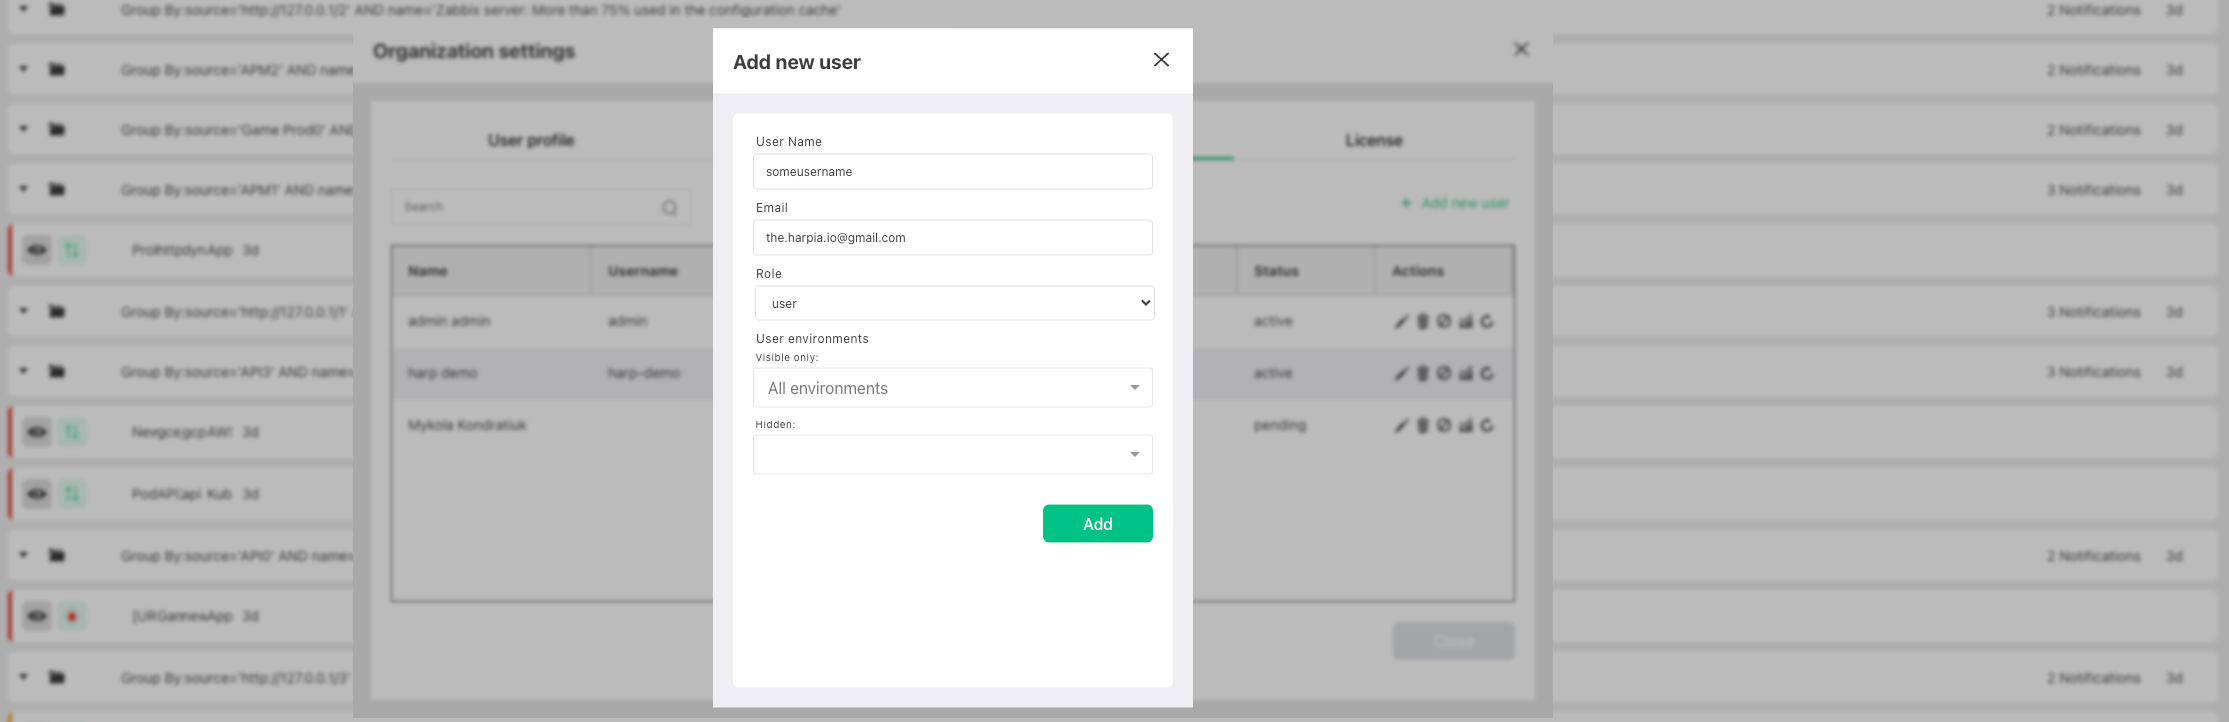 Group By:source='http://127.0.0.1/2' AND name='Zabbix server: More than 75% used in the configuration cache'
2 Notifications 3d
Organization settings
Add new user
Group By:source='APM2' AND name
2 Notifications 3d
Group By:source='Game Prod0' AND
2 Notifications 3d
User profile
License
User Name
someusername
Group By:source='APM1' AND name
3 Notifications 3d
Search
+ Add new user
Email
the.harpia.io@gmail.com
3d
Name Username Status Actions
Role
user
Group By:source='http://127.0.0.1/1'
3 Notifications 3d
admin admin admin active
User environments
Visible only:
All environments
Group By:source='API3' AND name=
3 Notifications 3d
harp demo harp-demo active
Hidden:
Mykola Kondratiuk pending
3d
3d
Add
Group By:source='API0' AND name=
2 Notifications 3d
3d
Close
Group By:source='http://127.0.0.1/3'
2 Notifications 3d